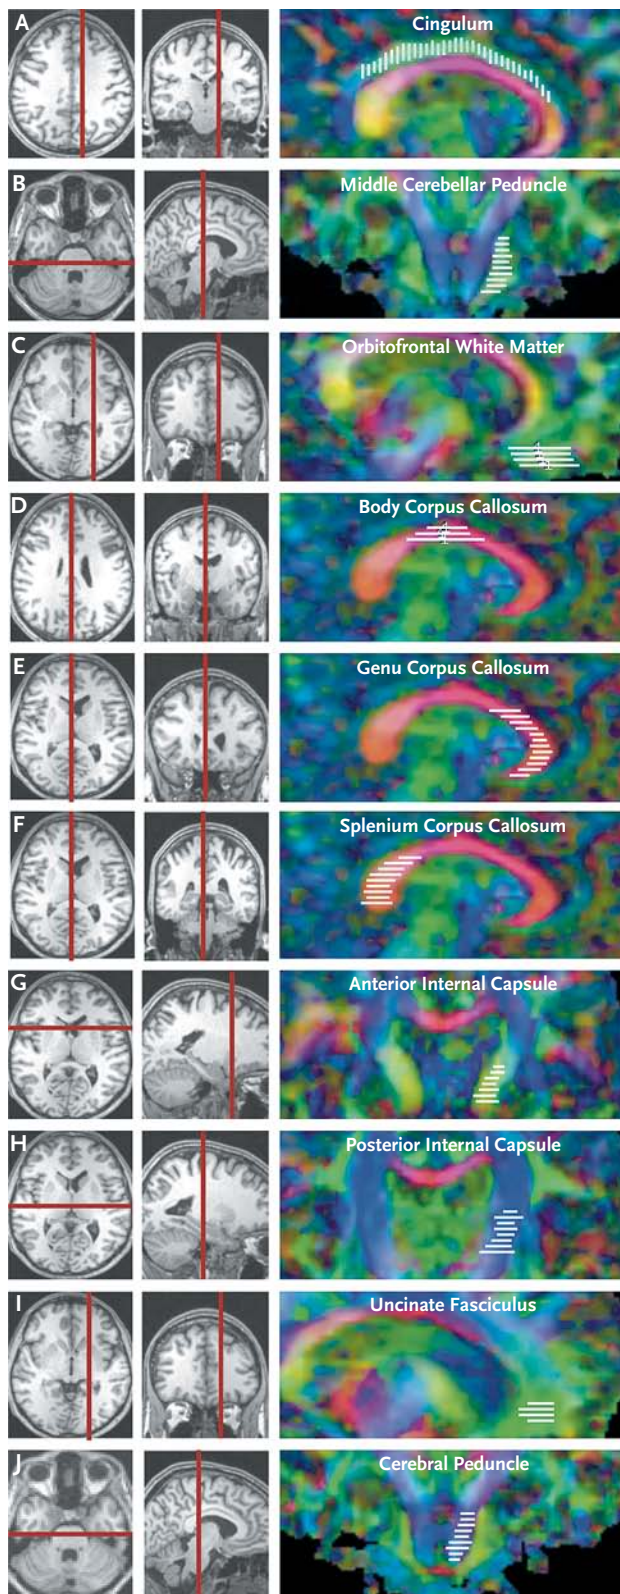 A
Cingulum
B
Middle Cerebellar Peduncle
C
Orbitofrontal White Matter
D
Body Corpus Callosum
E
Genu Corpus Callosum
F
Splenium Corpus Callosum
G
Anterior Internal Capsule
H
Posterior Internal Capsule
I
Uncinate Fasciculus
J
Cerebral Peduncle